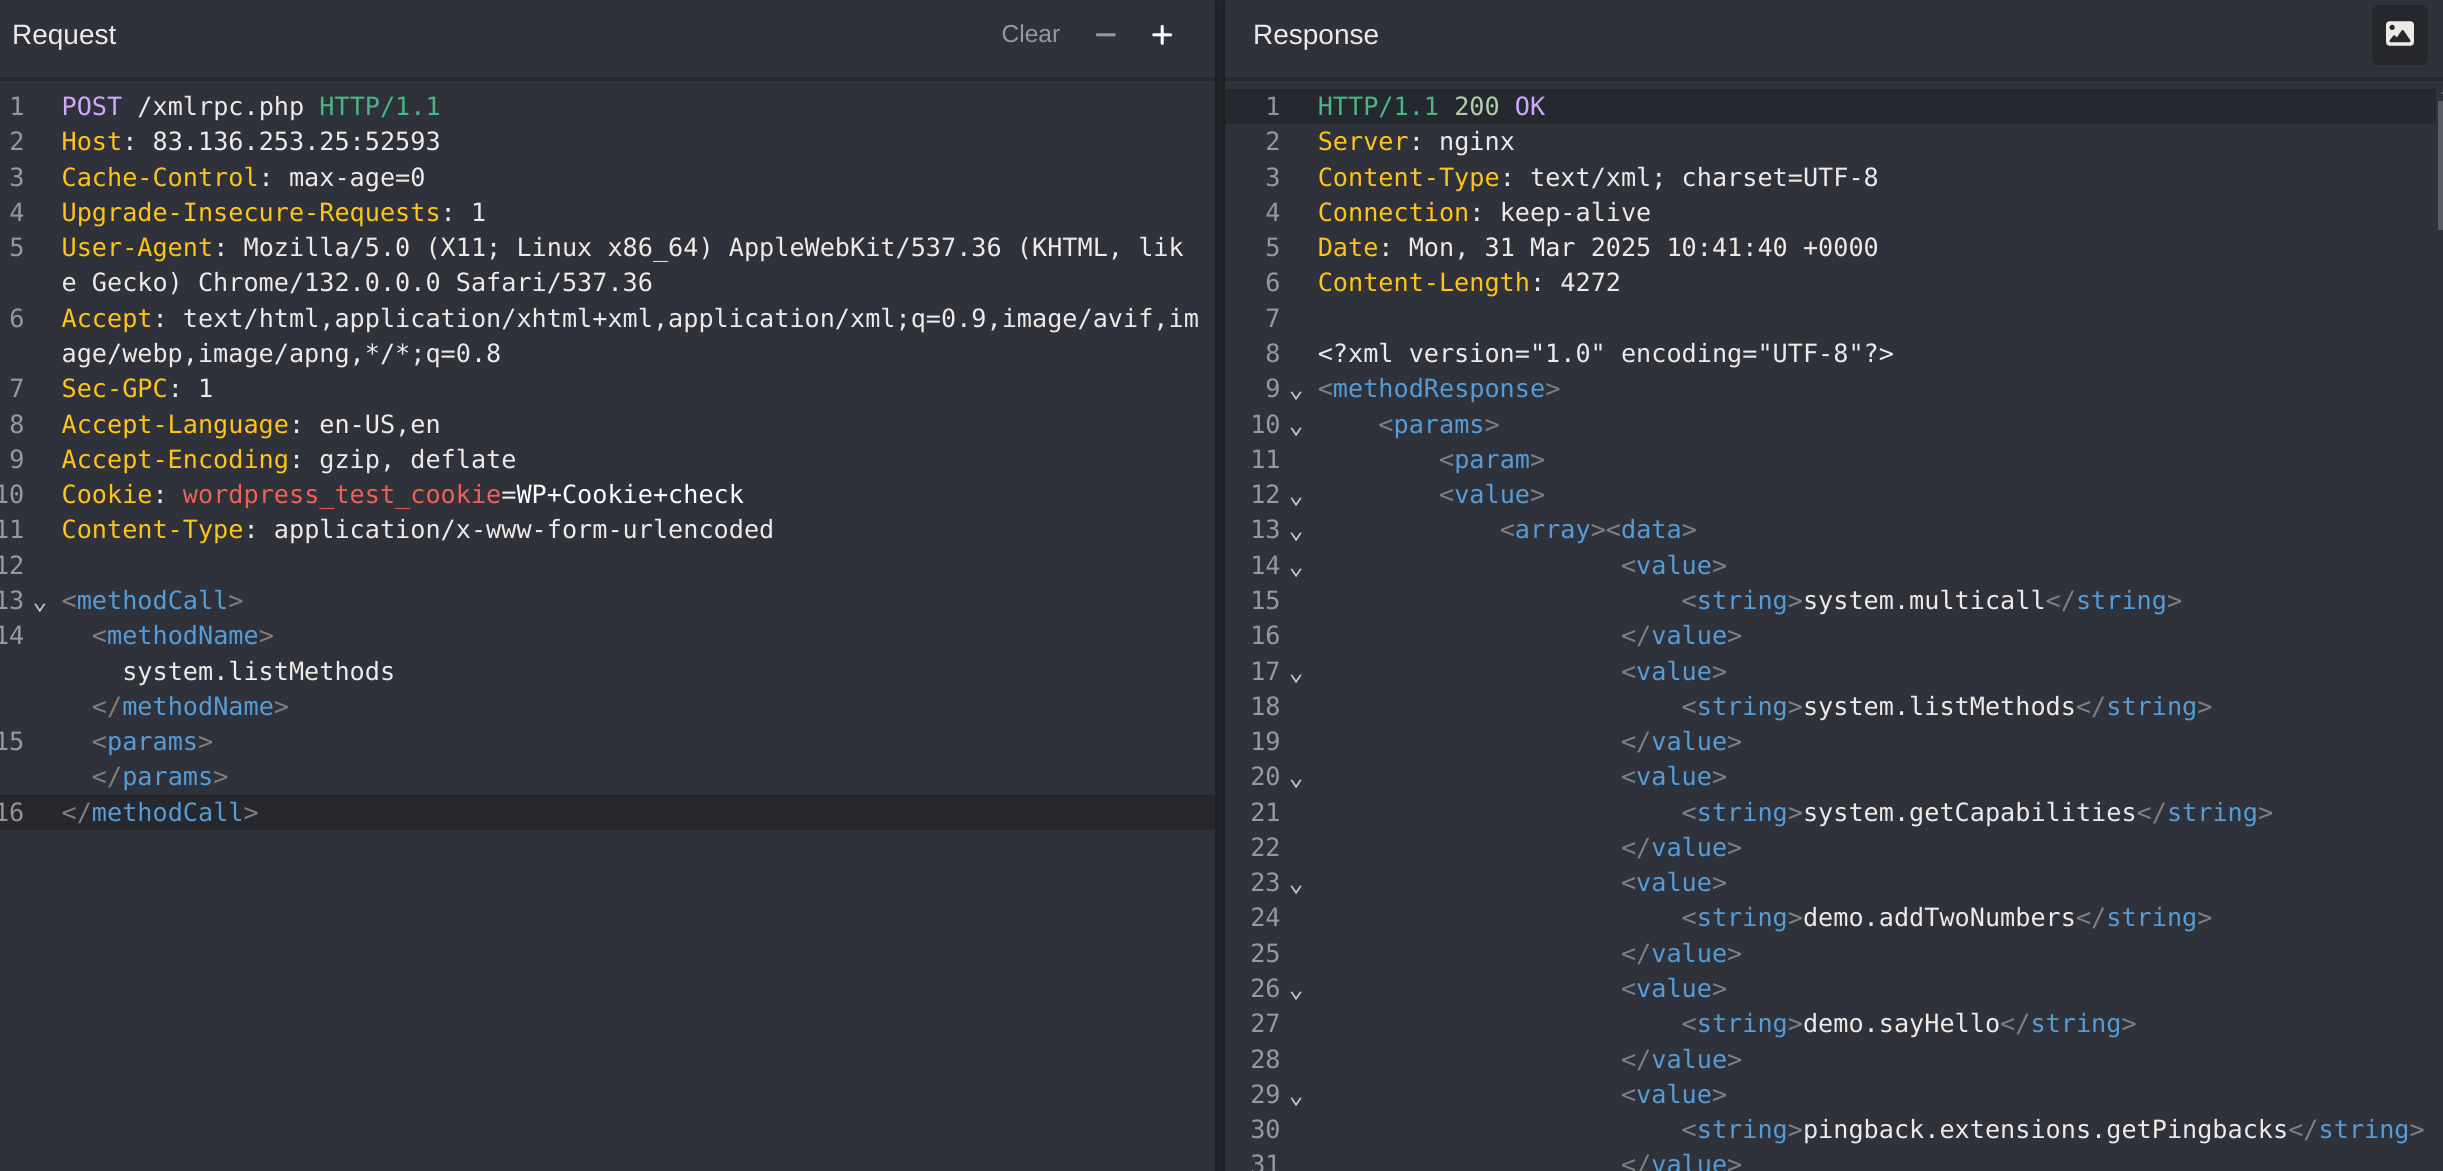 Request
Clear
1 POST /xmlrpc.php HTTP/1.1
2 Host: 83.136.253.25:52593
3 Cache-Control: max-age=0
4 Upgrade-Insecure-Requests: 1
5 User-Agent: Mozilla/5.0 (X11; Linux x86_64) AppleWebKit/537.36 (KHTML, lik
e Gecko) Chrome/132.0.0.0 Safari/537.36
6 Accept: text/html,application/xhtml+xml,application/xml;q=0.9,image/avif,im
age/webp,image/apng,*/*;q=0.8
7 Sec-GPC: 1
8 Accept-Language: en-US,en
9 Accept-Encoding: gzip, deflate
10 Cookie: wordpress_test_cookie=WP+Cookie+check
11 Content-Type: application/x-www-form-urlencoded
12
13 <methodCall>
14 <methodName>
system.listMethods
</methodName>
15 <params>
</params>
16 </methodCall>
Response
1 HTTP/1.1 200 OK
2 Server: nginx
3 Content-Type: text/xml; charset=UTF-8
4 Connection: keep-alive
5 Date: Mon, 31 Mar 2025 10:41:40 +0000
6 Content-Length: 4272
7
8 <?xml version="1.0" encoding="UTF-8"?>
9 <methodResponse>
10 <params>
11 <param>
12 <value>
13 <array><data>
14 <value>
15 <string>system.multicall</string>
16 </value>
17 <value>
18 <string>system.listMethods</string>
19 </value>
20 <value>
21 <string>system.getCapabilities</string>
22 </value>
23 <value>
24 <string>demo.addTwoNumbers</string>
25 </value>
26 <value>
27 <string>demo.sayHello</string>
28 </value>
29 <value>
30 <string>pingback.extensions.getPingbacks</string>
31 </value>